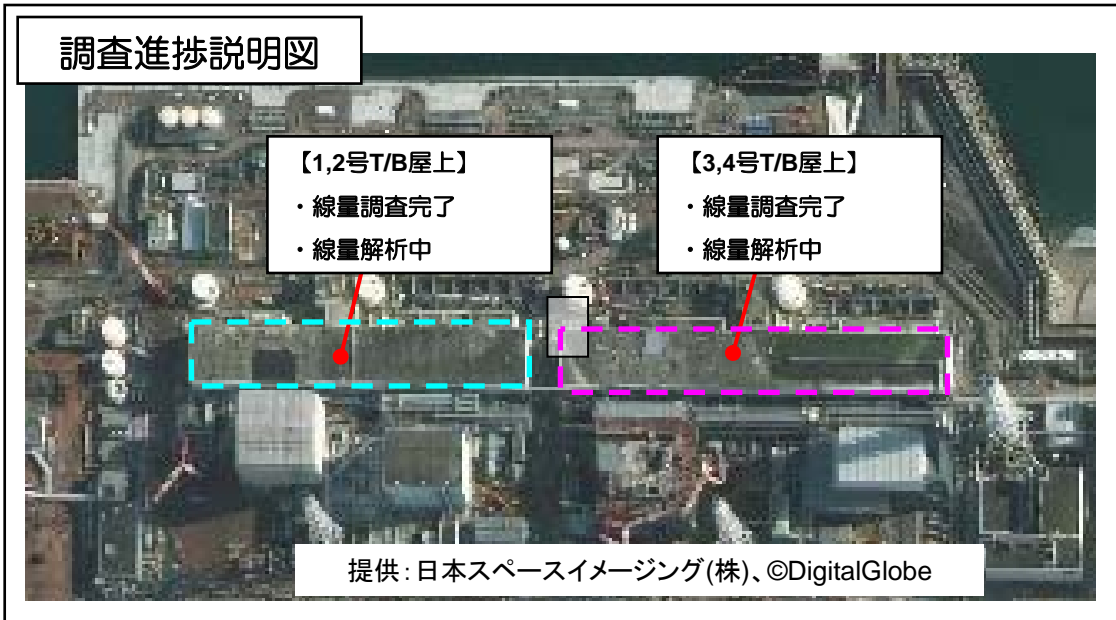 調査進捗説明図
【1,2号T/B屋上】
・線量調査完了
・線量解析中
【3,4号T/B屋上】
・線量調査完了
・線量解析中
提供：日本スペースイメージング(株)、©DigitalGlobe